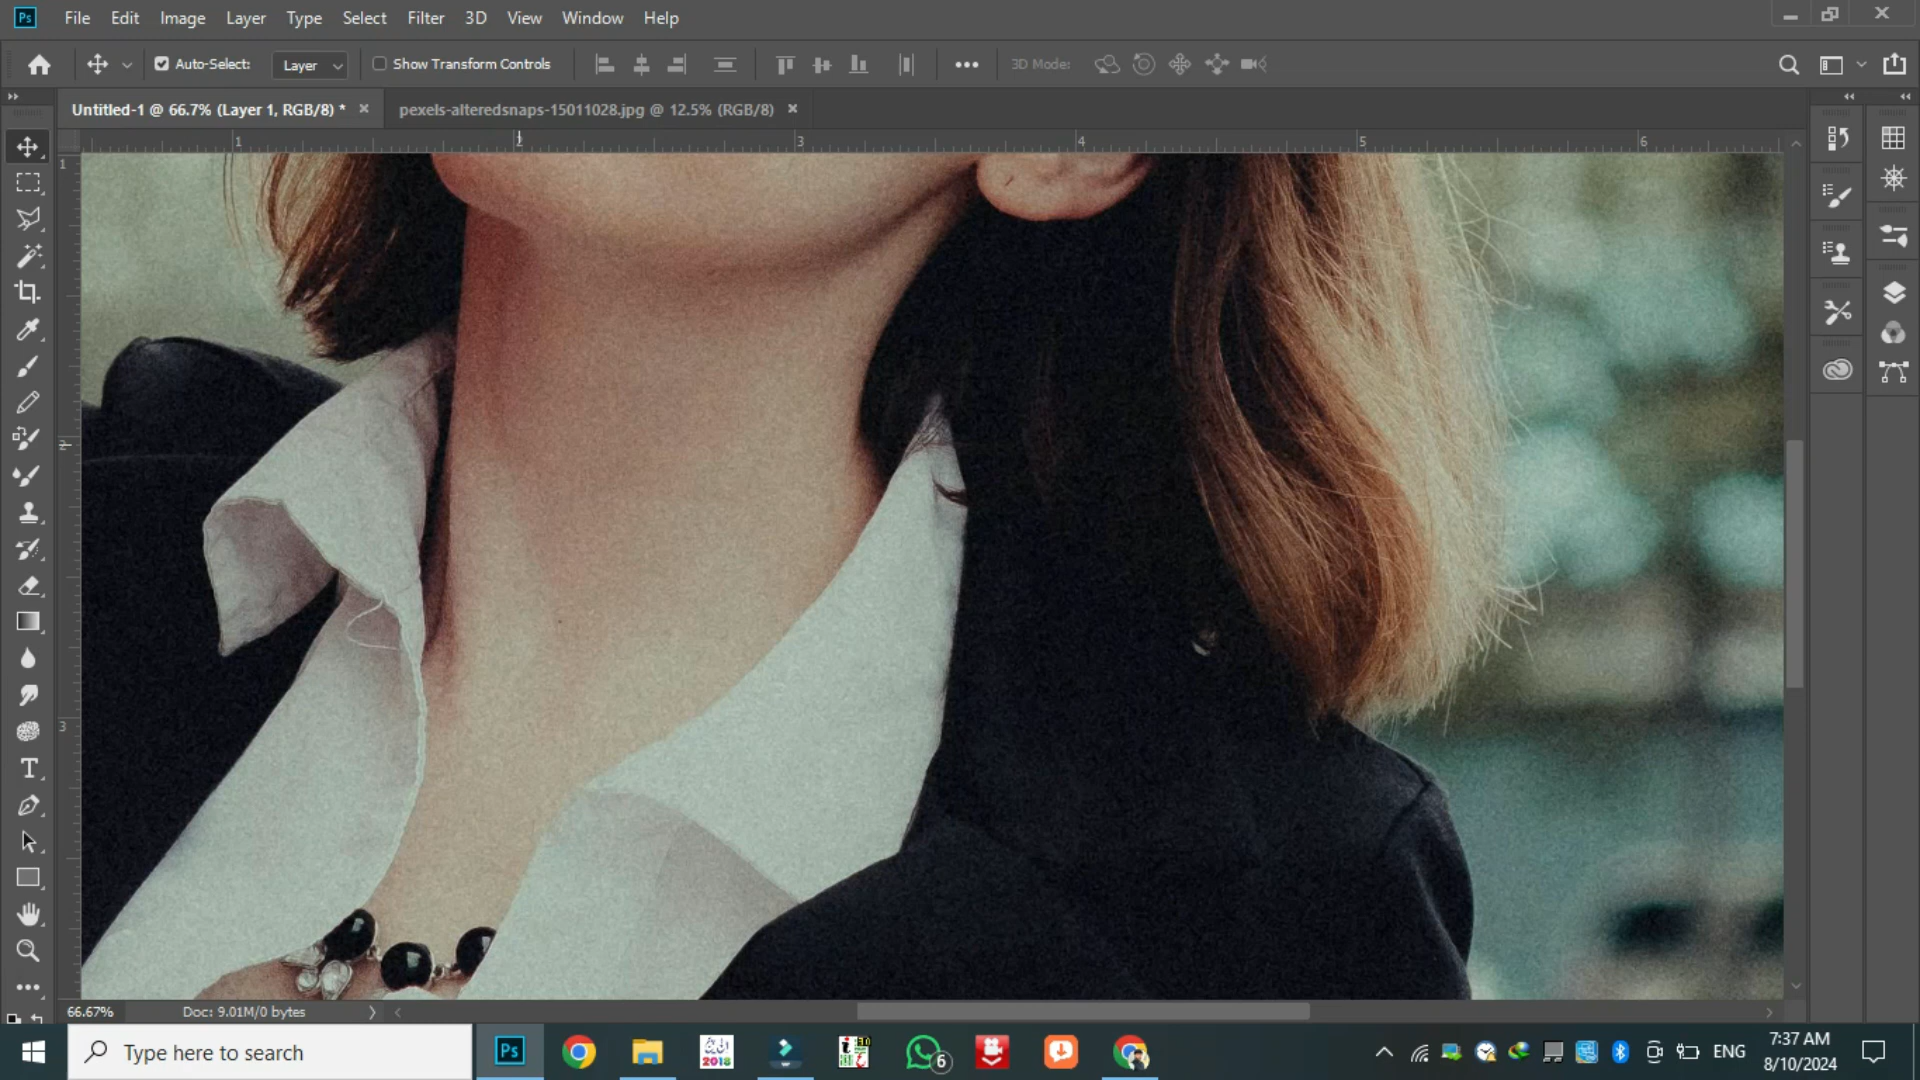 Ps File Edit Image Layer Type Select Filter 3D View Window Help
Auto-Select: Layer Show Transform Controls 3D Mode:
Untitled-1 @ 66.7% (Layer 1, RGB/8) * pexels-alteredsnaps-15011028.jpg @ 12.5% (RGB/8)
1 2 3 4 5 6
1
2
3
66.67% Doc: 9.01M/0 bytes
Type here to search Ps 2018 6 ENG 7:37 AM
8/10/2024